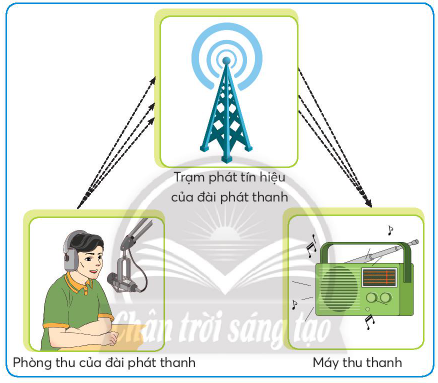 Trạm phát tín hiệu
của đài phát thanh
Chân trời sáng tạo
Phòng thu của đài phát thanh
Máy thu thanh